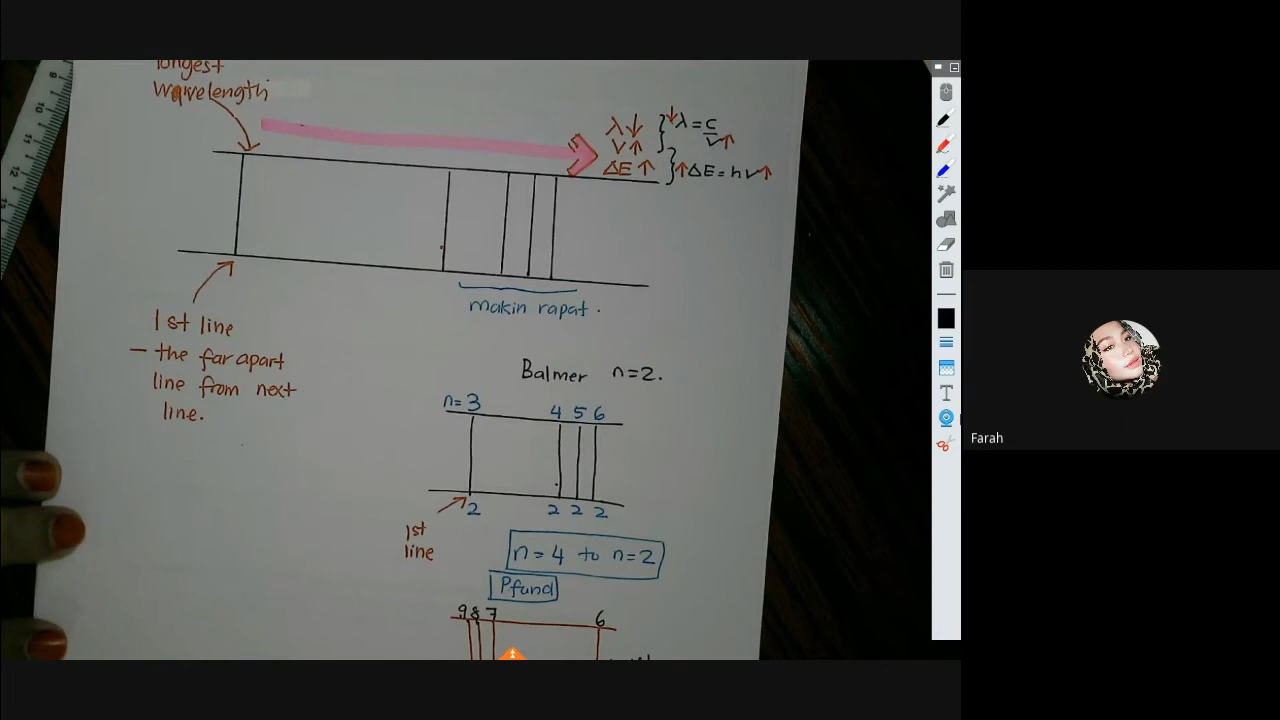 longest
wavelength
λ↓
ν↑
ΔE↑
↓λ = c/ν↑
↑ΔE = hν↑
makin rapat.
1st line
- the far apart
line from next
line.
Balmer n=2.
n=3 4 5 6
2 2 2 2
1st
line
n=4 to n=2
Pfund
9 8 7 6
T
Farah